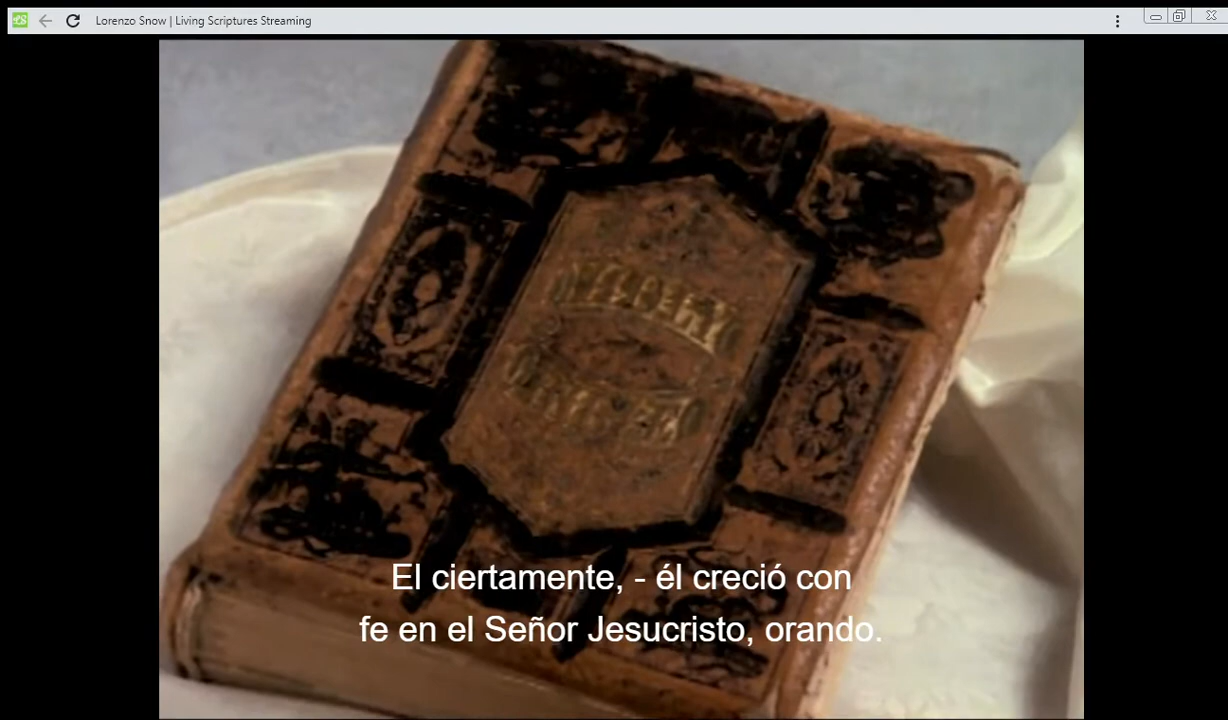 Lorenzo Snow | Living Scriptures Streaming
El ciertamente, - él creció con
fe en el Señor Jesucristo, orando.